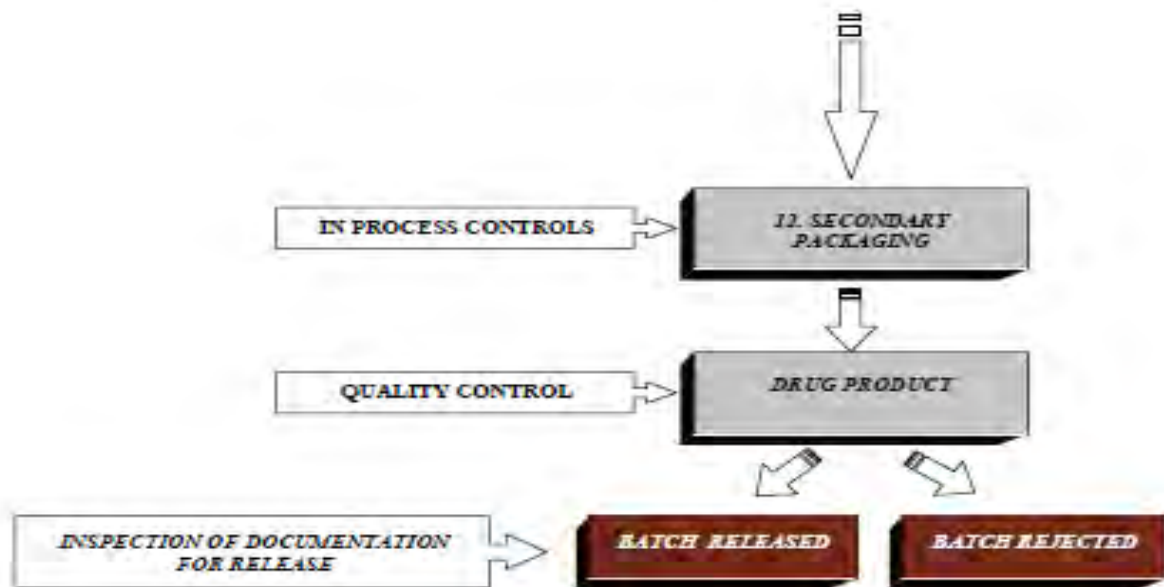 IN PROCESS CONTROLS
12. SECONDARY
PACKAGING
QUALITY CONTROL
DRUG PRODUCT
INSPECTION OF DOCUMENTATION
FOR RELEASE
BATCH RELEASED
BATCH REJECTED